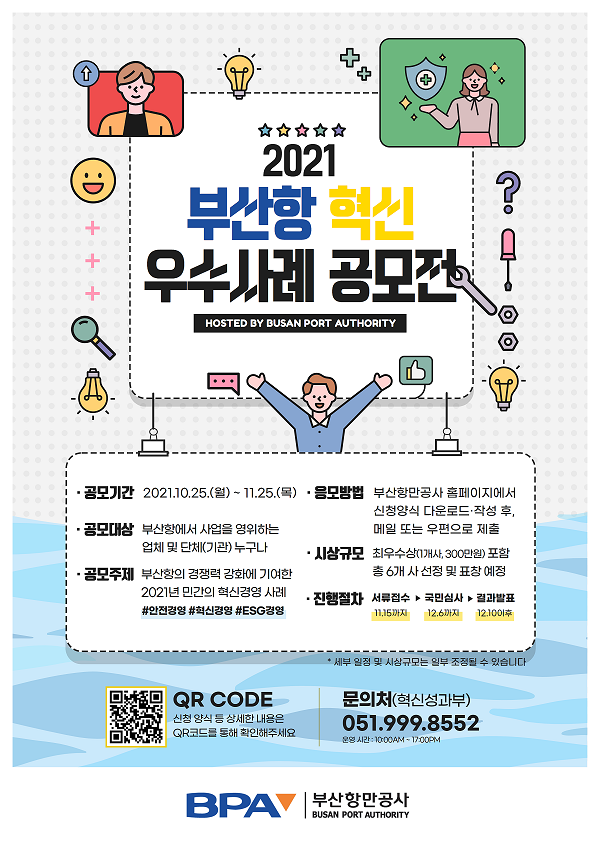 2021
부산항 혁신
우수사례 공모전
HOSTED BY BUSAN PORT AUTHORITY
· 공모기간 2021.10.25.(월) ~ 11.25.(목)
· 공모대상 부산항에서 사업을 영위하는
업체 및 단체(기관) 누구나
· 공모주제 부산항의 경쟁력 강화에 기여한
2021년 민간의 혁신경영 사례
#안전경영 #혁신경영 #ESG경영
· 응모방법 부산항만공사 홈페이지에서
신청양식 다운로드·작성 후,
메일 또는 우편으로 제출
· 시상규모 최우수상(1개사, 300만원) 포함
총 6개 사 선정 및 표창 예정
· 진행절차 서류접수 ▶ 국민심사 ▶ 결과발표
11.15까지 12.6까지 12.10이후
* 세부 일정 및 시상규모는 일부 조정될 수 있습니다
QR CODE
신청 양식 등 상세한 내용은
QR코드를 통해 확인해주세요
문의처(혁신성과부)
051.999.8552
운영 시간 : 10:00AM ~ 17:00PM
BPA 부산항만공사
BUSAN PORT AUTHORITY